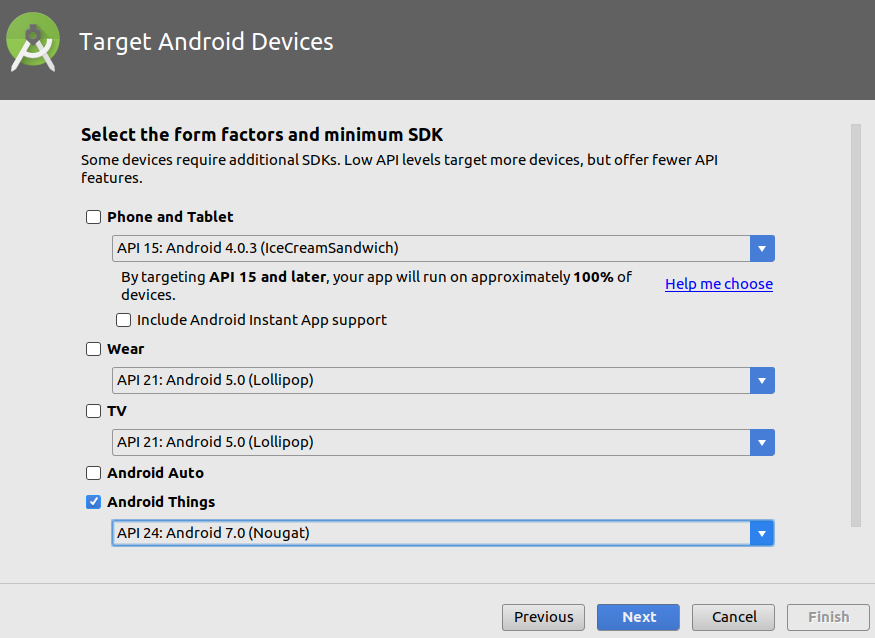 Target Android Devices
Select the form factors and minimum SDK
Some devices require additional SDKs. Low API levels target more devices, but offer fewer API
features.
Phone and Tablet
API 15: Android 4.0.3 (IceCreamSandwich)
By targeting API 15 and later, your app will run on approximately 100% of
devices.
Help me choose
Include Android Instant App support
Wear
API 21: Android 5.0 (Lollipop)
TV
API 21: Android 5.0 (Lollipop)
Android Auto
Android Things
API 24: Android 7.0 (Nougat)
Previous Next Cancel Finish